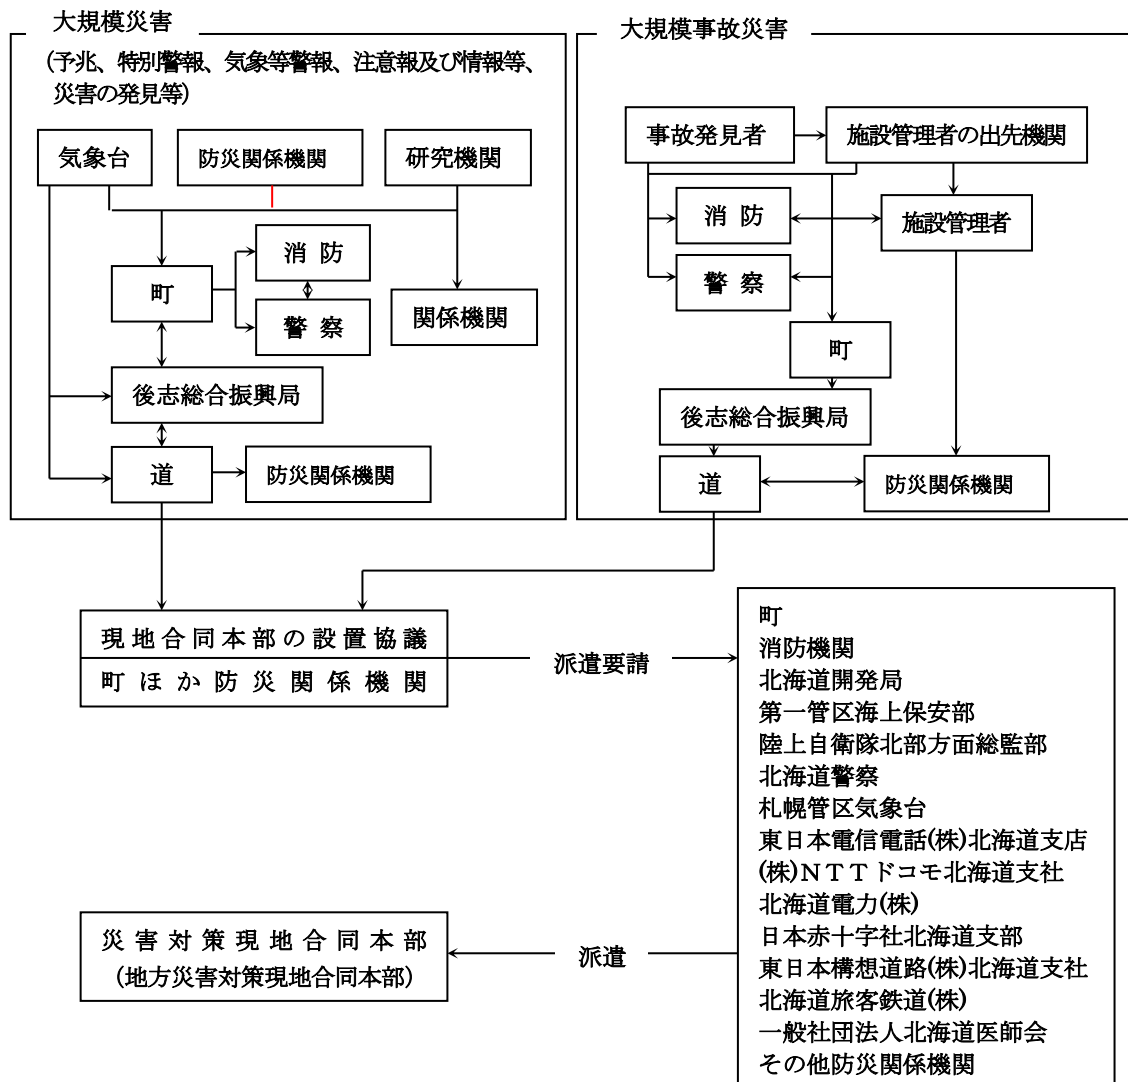 大規模災害
(予兆、特別警報、気象等警報、注意報及び情報等、
災害の発見等)
気象台
防災関係機関
研究機関
消 防
町
警 察
関係機関
後志総合振興局
道
防災関係機関
大規模事故災害
事故発見者
施設管理者の出先機関
消 防
施設管理者
警 察
町
後志総合振興局
道
防災関係機関
現地合同本部の設置協議
町ほか防災関係機関
派遣要請
町
消防機関
北海道開発局
第一管区海上保安部
陸上自衛隊北部方面総監部
北海道警察
札幌管区気象台
東日本電信電話(株)北海道支店
(株)ＮＴＴドコモ北海道支社
北海道電力(株)
日本赤十字社北海道支部
東日本構想道路(株)北海道支社
北海道旅客鉄道(株)
一般社団法人北海道医師会
その他防災関係機関
派遣
災害対策現地合同本部
(地方災害対策現地合同本部)